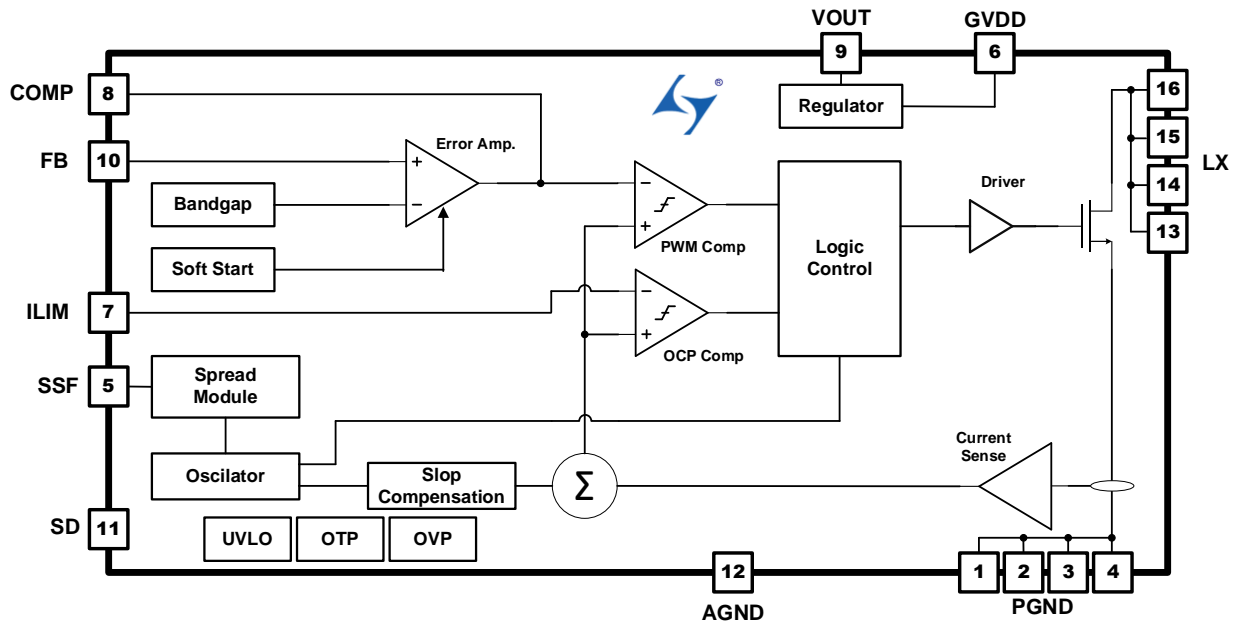 VOUT
GVDD
9
6
COMP
8
Regulator
®
16
15
LX
14
13
FB
10
+
−
Error Amp.
Bandgap
Soft Start
−
+
PWM Comp
Logic
Control
Driver
ILIM
7
−
+
OCP Comp
SSF
5
Spread
Module
Oscilator
Slop
Compensation
Σ
Current
Sense
SD
11
UVLO
OTP
OVP
12
AGND
1
2
3
4
PGND